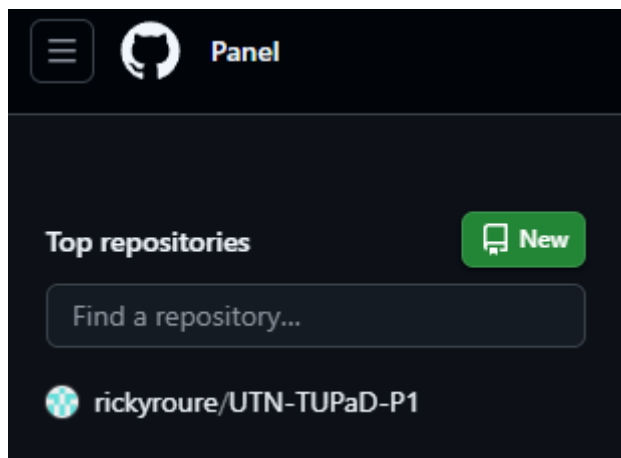 Panel
Top repositories
New
Find a repository...
rickyroure/UTN-TUPaD-P1